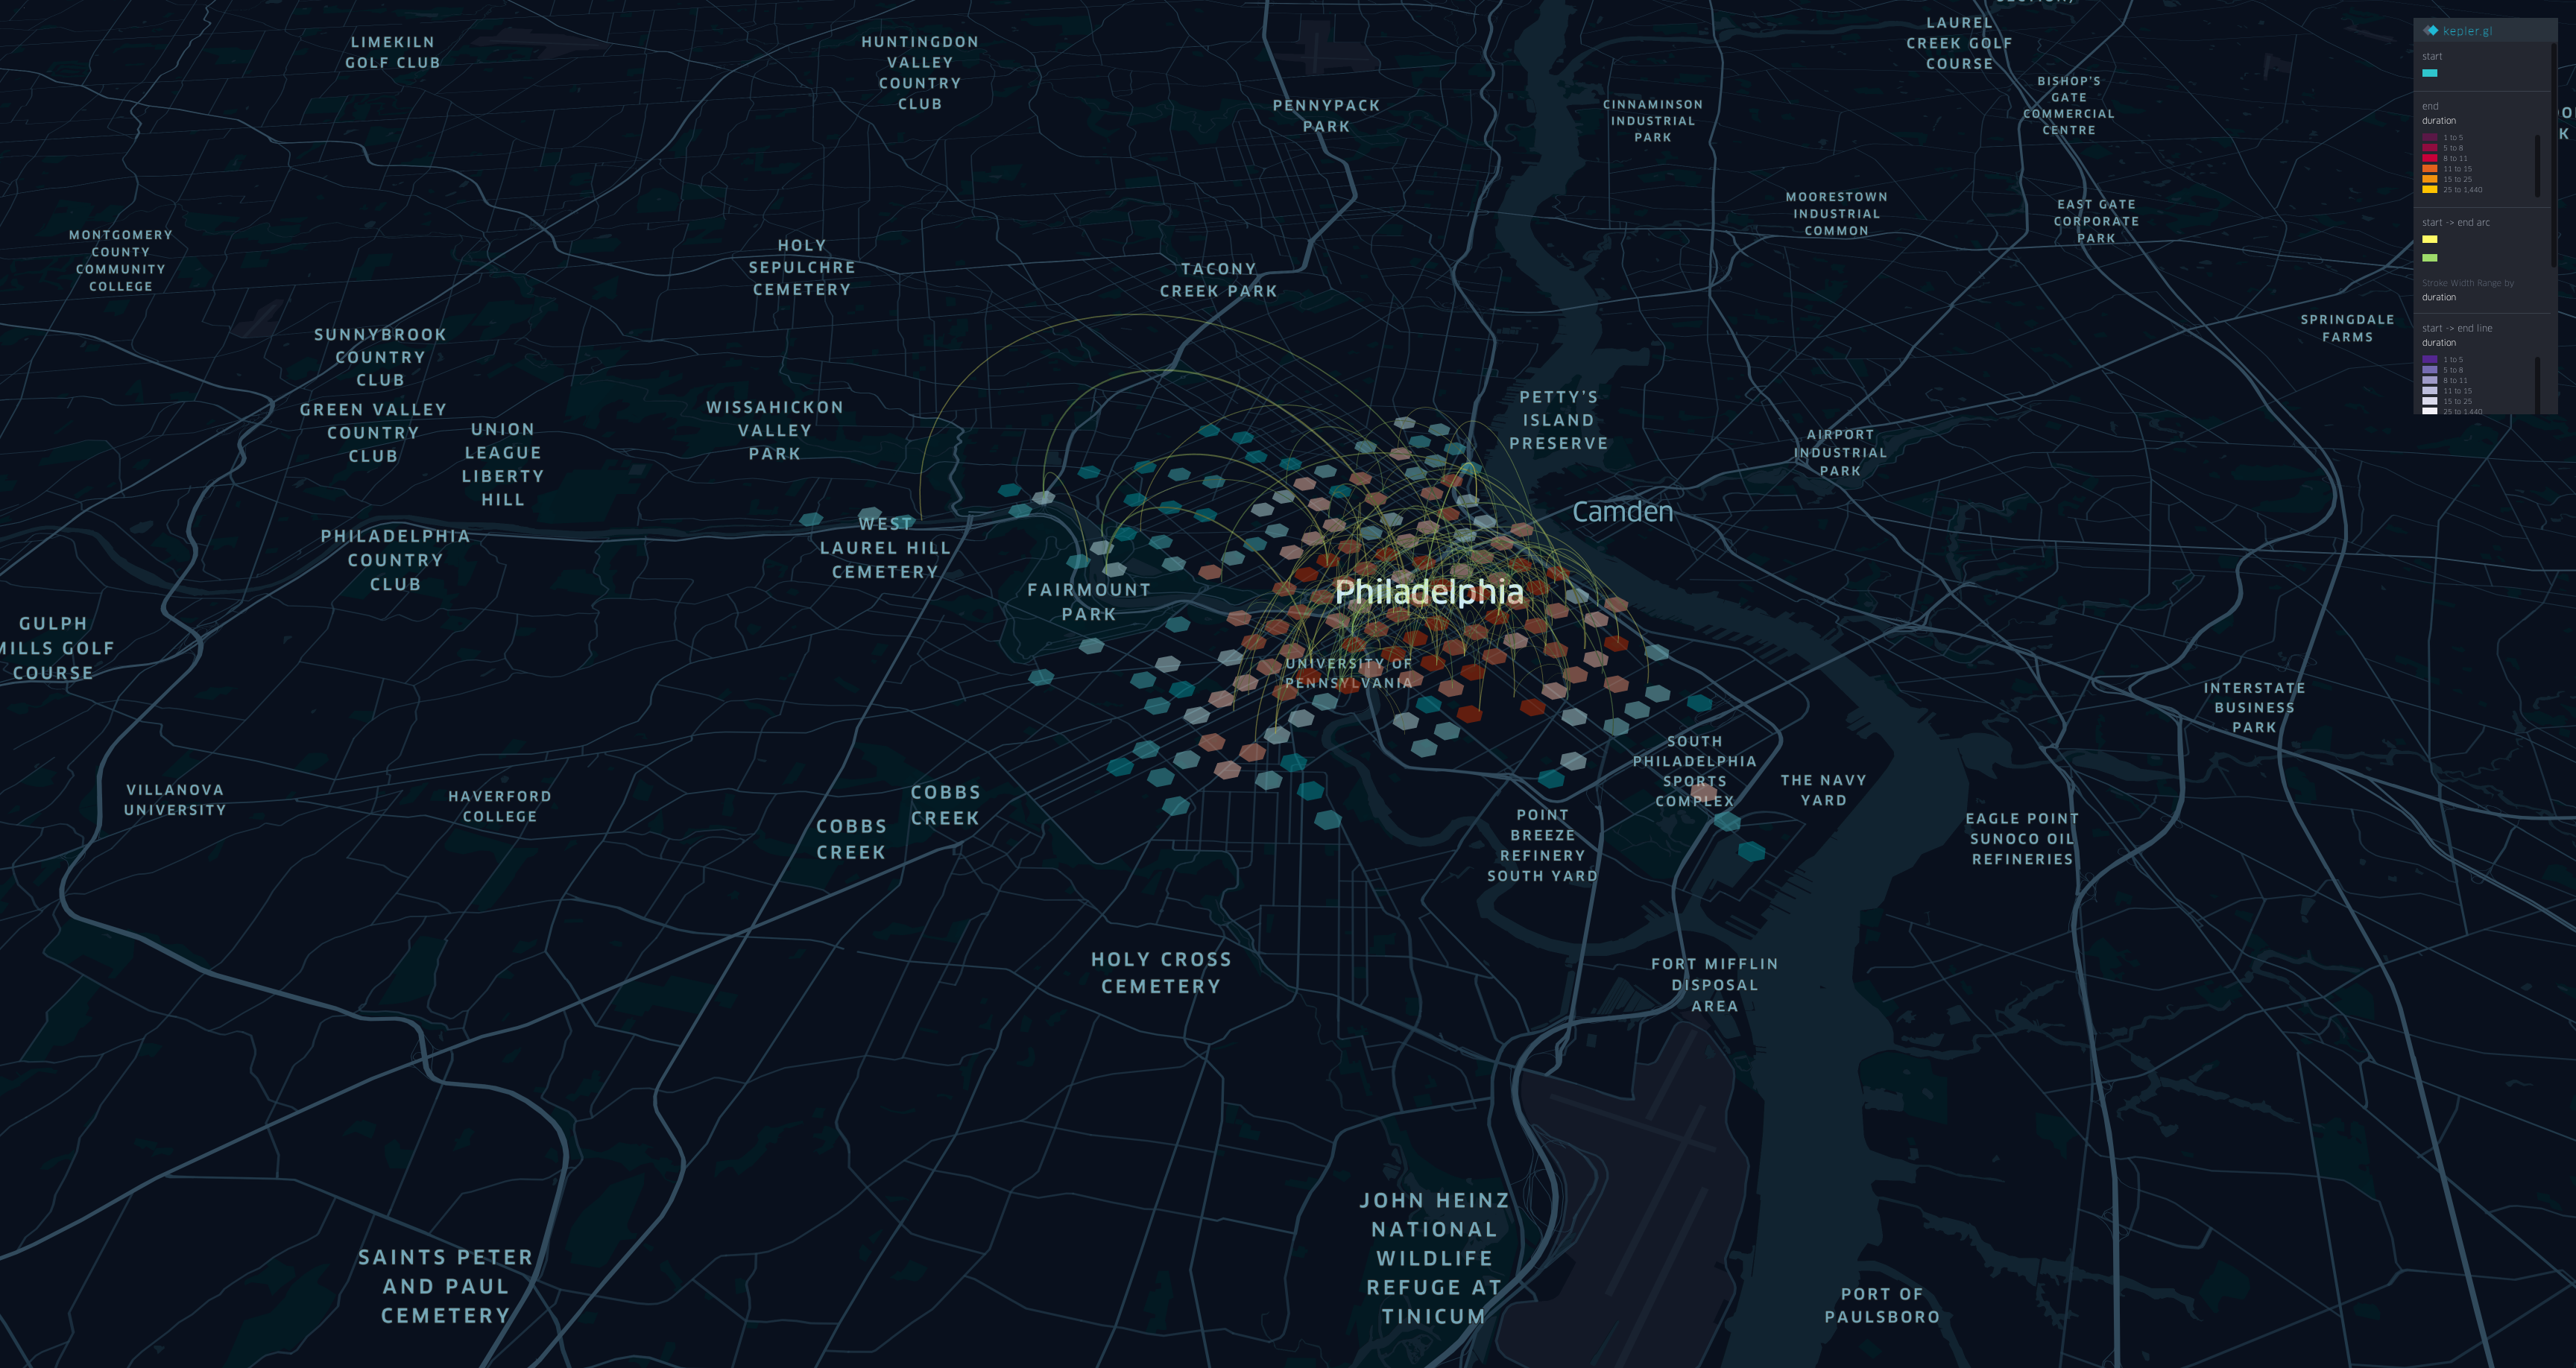 LIMEKILN
GOLF CLUB
HUNTINGDON
VALLEY
COUNTRY
CLUB
PENNYPACK
PARK
CINNAMINSON
INDUSTRIAL
PARK
LAUREL
CREEK GOLF
COURSE
BISHOP'S
GATE
COMMERCIAL
CENTRE
MONTGOMERY
COUNTY
COMMUNITY
COLLEGE
HOLY
SEPULCHRE
CEMETERY
TACONY
CREEK PARK
MOORESTOWN
INDUSTRIAL
COMMON
EAST GATE
CORPORATE
PARK
SUNNYBROOK
COUNTRY
CLUB
SPRINGDALE
FARMS
GREEN VALLEY
COUNTRY
CLUB
UNION
LEAGUE
LIBERTY
HILL
WISSAHICKON
VALLEY
PARK
PETTY'S
ISLAND
PRESERVE
AIRPORT
INDUSTRIAL
PARK
PHILADELPHIA
COUNTRY
CLUB
WEST
LAUREL HILL
CEMETERY
Camden
FAIRMOUNT
PARK
Philadelphia
GULPH
MILLS GOLF
COURSE
UNIVERSITY OF
PENNSYLVANIA
INTERSTATE
BUSINESS
PARK
VILLANOVA
UNIVERSITY
HAVERFORD
COLLEGE
COBBS
CREEK
COBBS
CREEK
SOUTH
PHILADELPHIA
SPORTS
COMPLEX
THE NAVY
YARD
POINT
BREEZE
REFINERY
SOUTH YARD
EAGLE POINT
SUNOCO OIL
REFINERIES
HOLY CROSS
CEMETERY
FORT MIFFLIN
DISPOSAL
AREA
SAINTS PETER
AND PAUL
CEMETERY
JOHN HEINZ
NATIONAL
WILDLIFE
REFUGE AT
TINICUM
PORT OF
PAULSBORO
kepler.gl
start
end
duration
1 to 5
5 to 8
8 to 11
11 to 15
15 to 25
25 to 1,440
start -> end arc
Stroke Width Range by
duration
start -> end line
duration
1 to 5
5 to 8
8 to 11
11 to 15
15 to 25
25 to 1,440